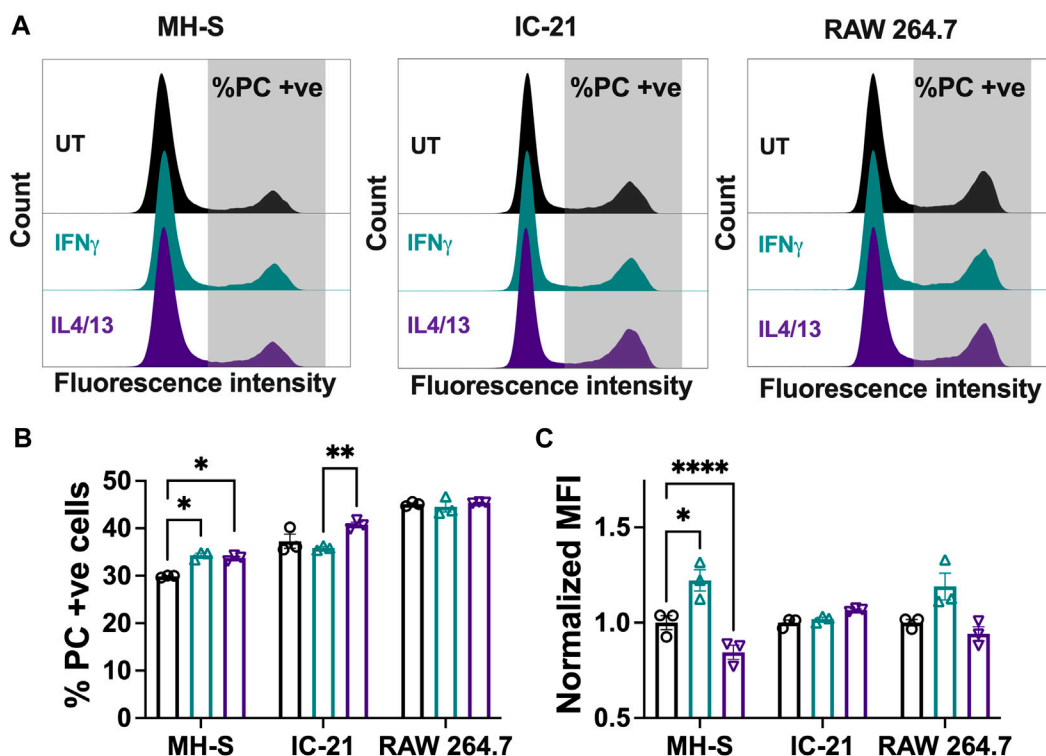 A
MH-S
IC-21
RAW 264.7
Count
%PC +ve
UT
IFNγ
IL4/13
Fluorescence intensity
Count
%PC +ve
UT
IFNγ
IL4/13
Fluorescence intensity
Count
%PC +ve
UT
IFNγ
IL4/13
Fluorescence intensity
B
% PC +ve cells
50
40
30
20
10
0
*
*
**
MH-S
IC-21
RAW 264.7
C
Normalized MFI
1.5
1.0
0.5
****
*
MH-S
IC-21
RAW 264.7